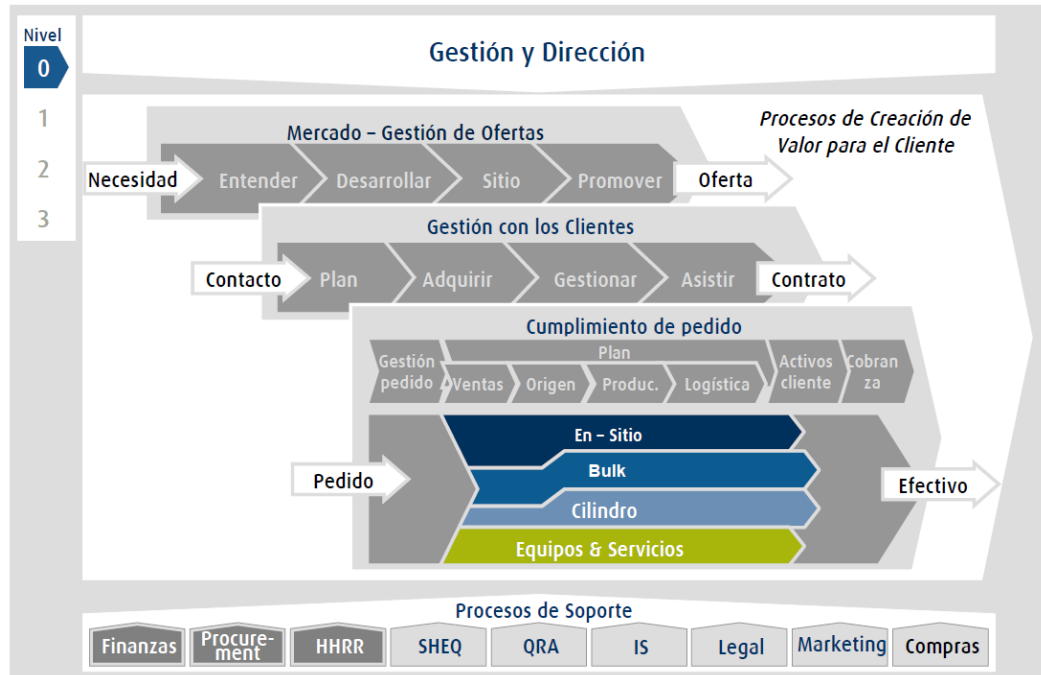 Nivel
0
1
2
3
Gestión y Dirección
Procesos de Creación de
Valor para el Cliente
Mercado – Gestión de Ofertas
Necesidad
Entender
Desarrollar
Sitio
Promover
Oferta
Gestión con los Clientes
Contacto
Plan
Adquirir
Gestionar
Asistir
Contrato
Cumplimiento de pedido
Gestión
pedido
Plan
Ventas
Origen
Produc.
Logística
Activos
cliente
Cobran
za
Pedido
En – Sitio
Bulk
Cilindro
Equipos & Servicios
Efectivo
Procesos de Soporte
Finanzas
Procure-
ment
HHRR
SHEQ
QRA
IS
Legal
Marketing
Compras